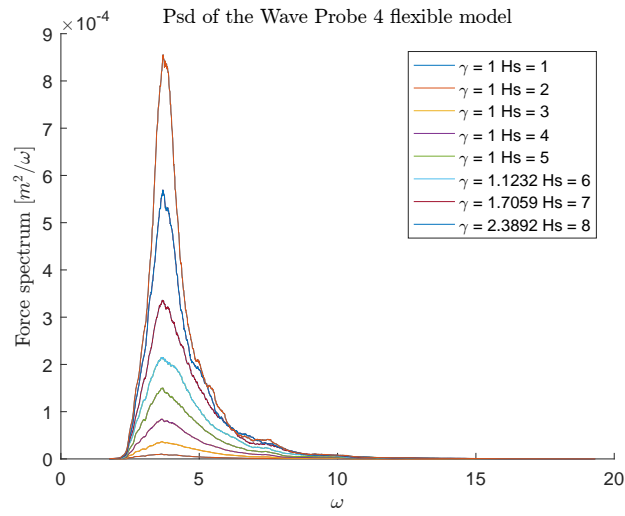 Psd of the Wave Probe 4 flexible model
×10⁻⁴
9
8
7
6
5
4
3
2
1
0
Force spectrum [m²/ω]
γ = 1 Hs = 1
γ = 1 Hs = 2
γ = 1 Hs = 3
γ = 1 Hs = 4
γ = 1 Hs = 5
γ = 1.1232 Hs = 6
γ = 1.7059 Hs = 7
γ = 2.3892 Hs = 8
0 5 10 15 20
ω